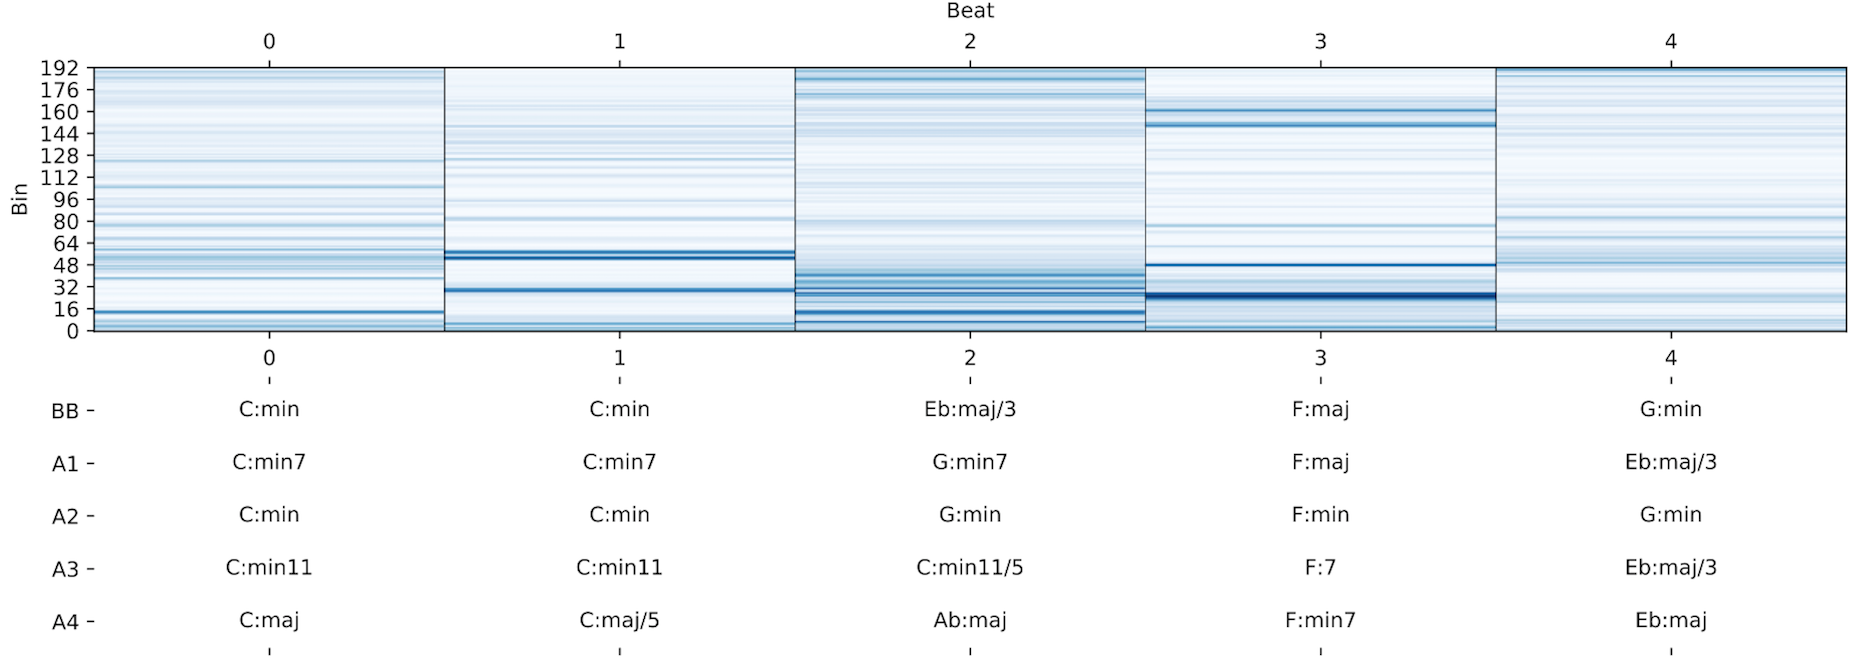 Beat
0 1 2 3 4
192
176
160
144
128
112
96
80
64
48
32
16
0
Bin
0 1 2 3 4
BB C:min C:min Eb:maj/3 F:maj G:min
A1 C:min7 C:min7 G:min7 F:maj Eb:maj/3
A2 C:min C:min G:min F:min G:min
A3 C:min11 C:min11 C:min11/5 F:7 Eb:maj/3
A4 C:maj C:maj/5 Ab:maj F:min7 Eb:maj